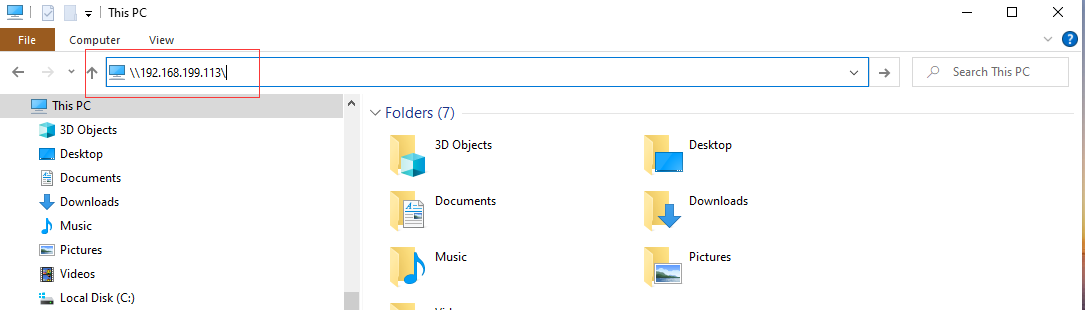 This PC
File Computer View
\\192.168.199.113\
Search This PC
This PC
3D Objects
Desktop
Documents
Downloads
Music
Pictures
Videos
Local Disk (C:)
Folders (7)
3D Objects
Desktop
Documents
Downloads
Music
Pictures